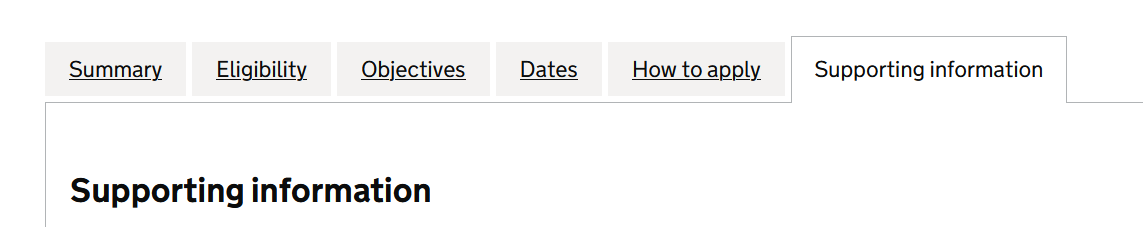 Summary Eligibility Objectives Dates How to apply Supporting information
Supporting information